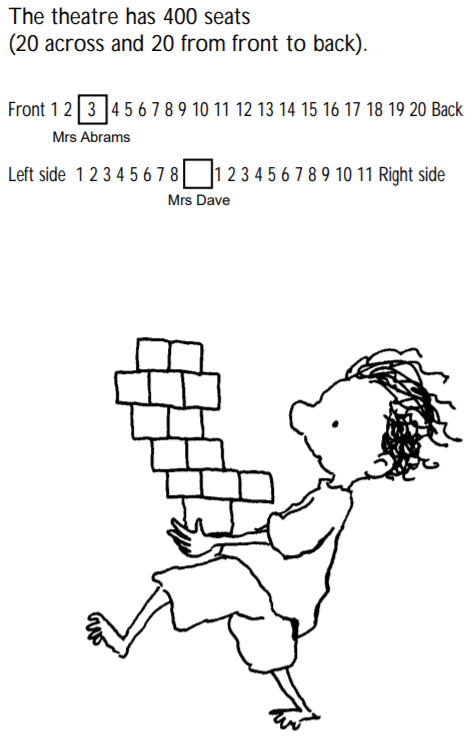 The theatre has 400 seats
(20 across and 20 from front to back).
Front 1 2 3 4 5 6 7 8 9 10 11 12 13 14 15 16 17 18 19 20 Back
Mrs Abrams
Left side 1 2 3 4 5 6 7 8 1 2 3 4 5 6 7 8 9 10 11 Right side
Mrs Dave